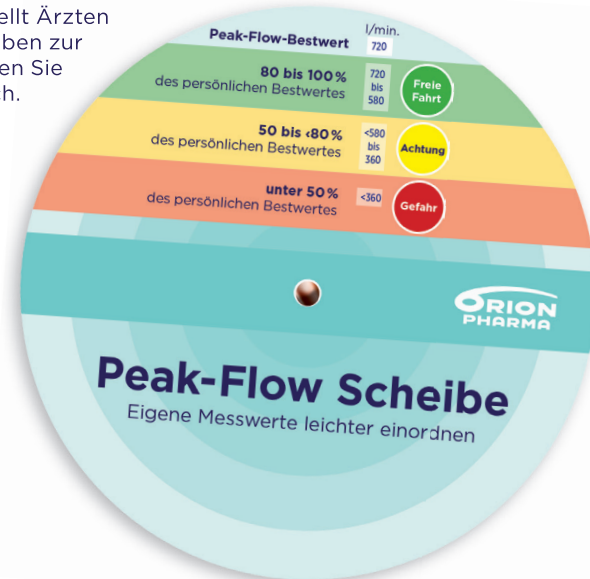 ellt Ärzten
ben zur
en Sie
ch.
Peak-Flow-Bestwert
l/min.
720
80 bis 100 %
des persönlichen Bestwertes
720
bis
580
Freie
Fahrt
50 bis <80 %
des persönlichen Bestwertes
<580
bis
360
Achtung
unter 50 %
des persönlichen Bestwertes
<360
Gefahr
ORION
PHARMA
Peak-Flow Scheibe
Eigene Messwerte leichter einordnen